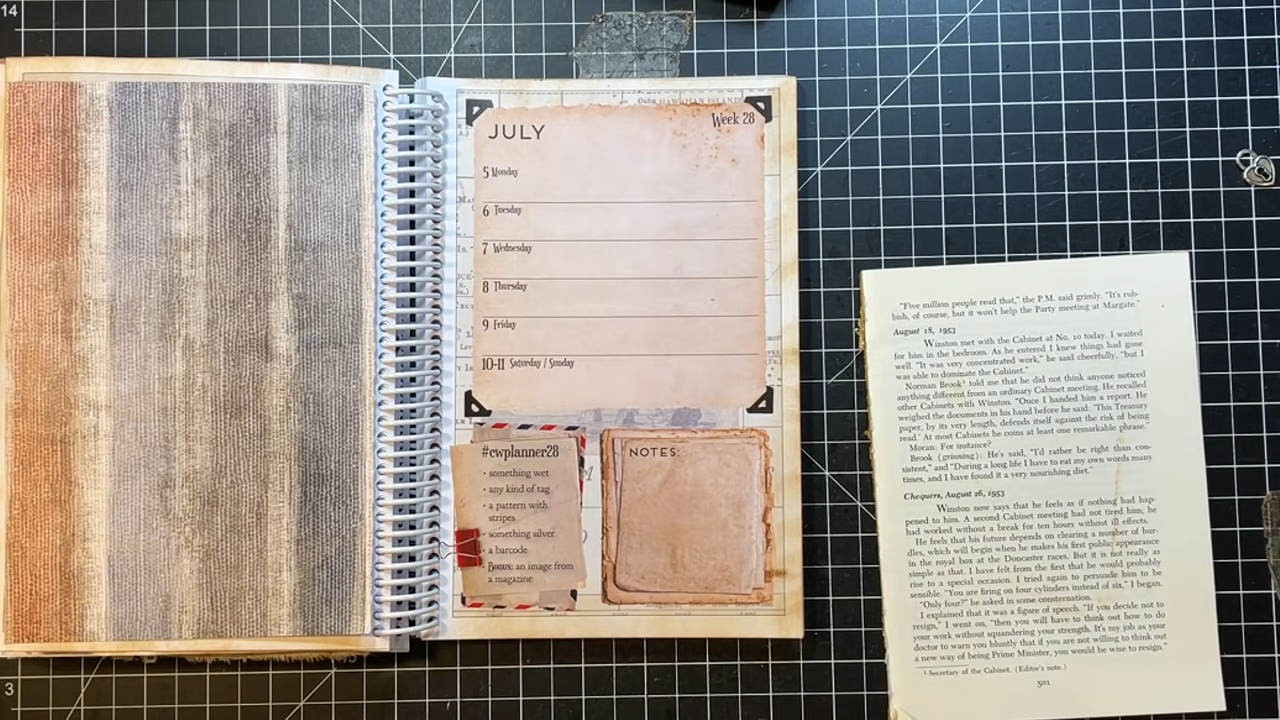 14
3
Oahu HAWAIIAN ISLANDS
JULY
Week 28
5 Monday
6 Tuesday
7 Wednesday
8 Thursday
9 Friday
10-11 Saturday / Sunday
#cwplanner28
• something wet
• any kind of tag
• a pattern with
stripes
• something silver
• a barcode
• Bonus: an image from
a magazine
NOTES:
"Five million people read that," the P.M. said grimly. "It's rub-
bish, of course, but it won't help the Party meeting at Margate."
August 18, 1953
Winston met with the Cabinet at No. 10 today. I waited
for him in the bedroom. As he entered I knew things had gone
well. "It was very concentrated work," he said cheerfully, "but I
was able to dominate the Cabinet."
Norman Brook¹ told me that he did not think anyone noticed
anything different from an ordinary Cabinet meeting. He recalled
other Cabinets with Winston. "Once I handed him a report. He
weighed the documents in his hand before he said: 'This Treasury
paper, by its very length, defends itself against the risk of being
read.' At most Cabinets he coins at least one remarkable phrase."
Moran: For instance?
Brook (grinning): He's said, "I'd rather be right than con-
sistent," and "During a long life I have to eat my own words many
times, and I have found it a very nourishing diet."
Chequers, August 26, 1953
Winston now says that he feels as if nothing had hap-
pened to him. A second Cabinet meeting had not tired him; he
had worked without a break for ten hours without ill effects.
He feels that his future depends on clearing a number of hur-
dles, which will begin when he makes his first public appearance
in the royal box at the Doncaster races. But it is not really as
simple as that. I have felt from the first that he would probably
rise to a special occasion. I tried again to persuade him to be
sensible. "You are firing on four cylinders instead of six," I began.
"Only four?" he asked in some consternation.
I explained that it was a figure of speech. "If you decide not to
resign," I went on, "then you will have to think out how to do
your work without squandering your strength. It's my job as your
doctor to warn you bluntly that if you are not willing to think out
a new way of being Prime Minister, you would be wise to resign."
¹ Secretary of the Cabinet. (Editor's note.)
501